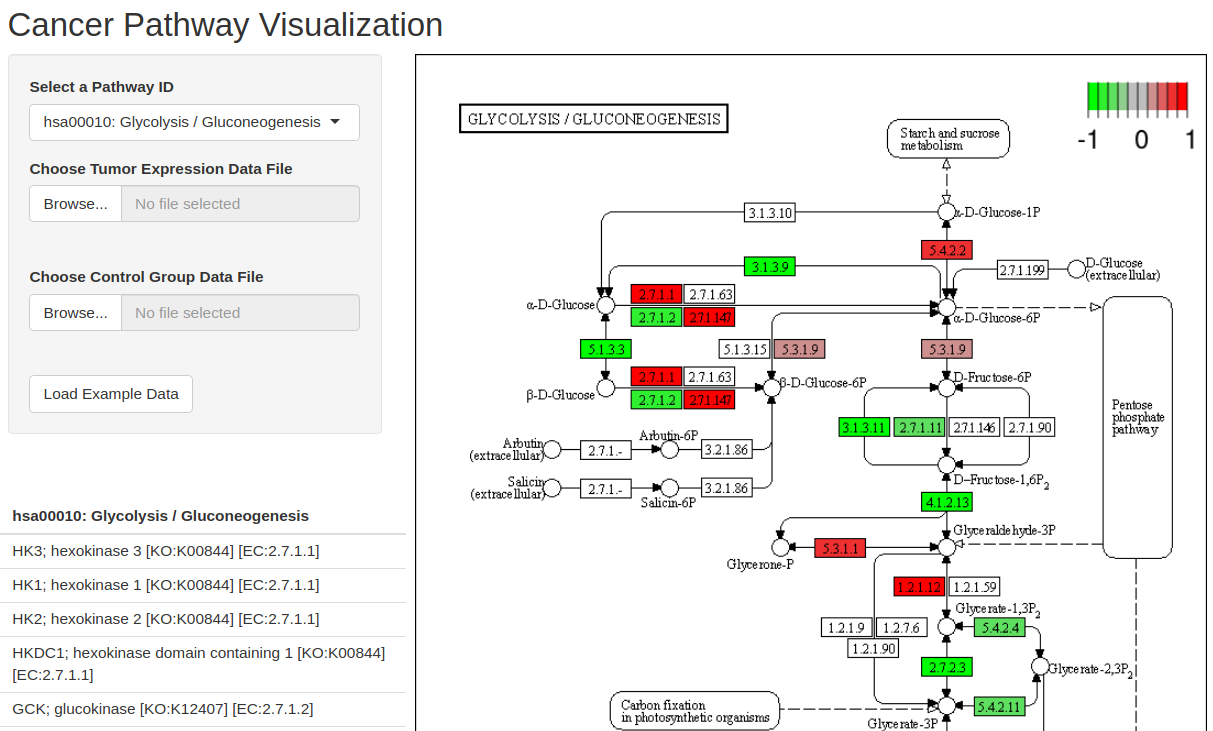 Cancer Pathway Visualization
Select a Pathway ID
hsa00010: Glycolysis / Gluconeogenesis
Choose Tumor Expression Data File
Browse... No file selected
Choose Control Group Data File
Browse... No file selected
Load Example Data
hsa00010: Glycolysis / Gluconeogenesis
HK3; hexokinase 3 [KO:K00844] [EC:2.7.1.1]
HK1; hexokinase 1 [KO:K00844] [EC:2.7.1.1]
HK2; hexokinase 2 [KO:K00844] [EC:2.7.1.1]
HKDC1; hexokinase domain containing 1 [KO:K00844]
[EC:2.7.1.1]
GCK; glucokinase [KO:K12407] [EC:2.7.1.2]
GLYCOLYSIS / GLUCONEOGENESIS
-1 0 1
Starch and sucrose
metabolism
3.1.3.10
α-D-Glucose-1P
5.4.2.2
3.1.3.9
2.7.1.199
D-Glucose
(extracellular)
α-D-Glucose
2.7.1.1 2.7.1.63
2.7.1.2 2.7.1.147
α-D-Glucose-6P
5.1.3.3
5.1.3.15 5.3.1.9
5.3.1.9
2.7.1.1 2.7.1.63
2.7.1.2 2.7.1.147
β-D-Glucose
β-D-Glucose-6P
D-Fructose-6P
Pentose
phosphate
pathway
3.1.3.11 2.7.1.11 2.7.1.146 2.7.1.90
Arbutin
(extracellular)
2.7.1.-
Arbutin-6P
3.2.1.86
D-Fructose-1,6P2
Salicin
(extracellular)
2.7.1.-
Salicin-6P
3.2.1.86
4.1.2.13
Glyceraldehyde-3P
5.3.1.1
Glycerone-P
1.2.1.12 1.2.1.59
Glycerate-1,3P2
1.2.1.9 1.2.7.6
1.2.1.90
5.4.2.4
2.7.2.3
Glycerate-2,3P2
5.4.2.11
Carbon fixation
in photosynthetic organisms
Glycerate-3P